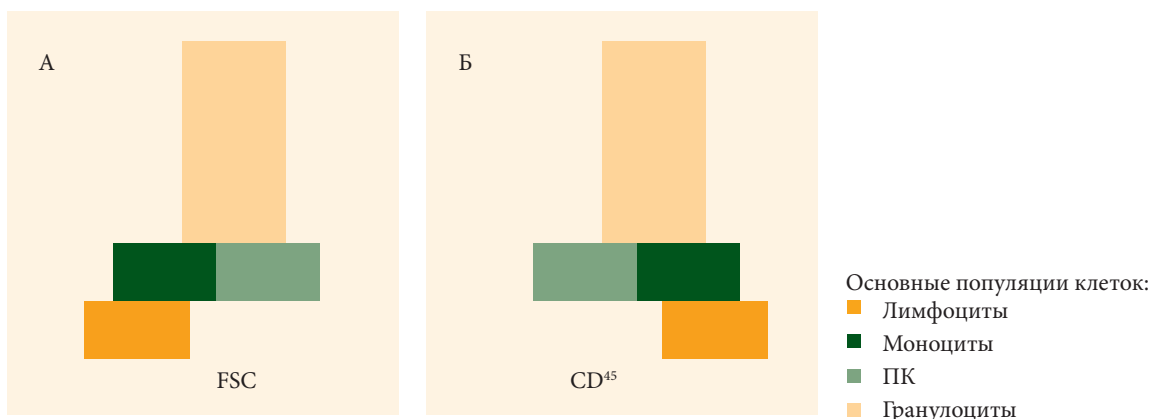 А
Б
FSC
CD⁴⁵
Основные популяции клеток:
Лимфоциты
Моноциты
ПК
Гранулоциты